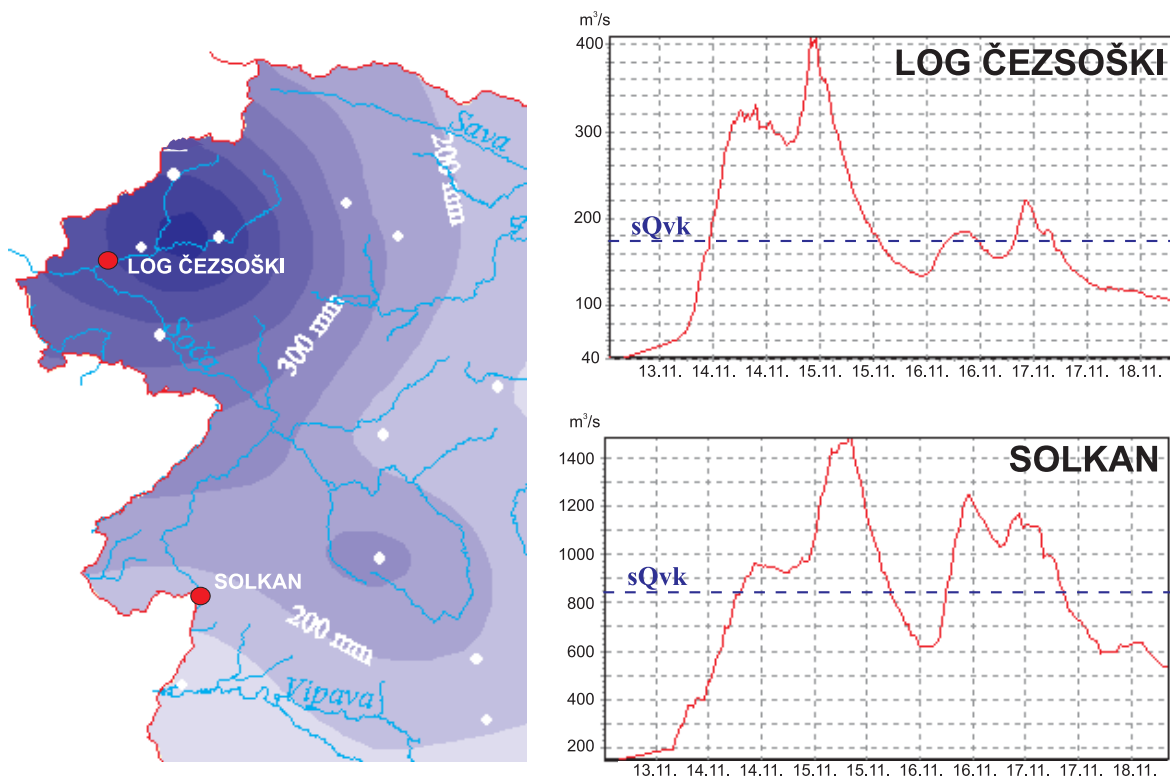 Sava
200 mm
LOG ČEZSOŠKI
Soča
300 mm
SOLKAN
200 mm
Vipava
m³/s
LOG ČEZSOŠKI
400
300
200
100
40
sQvk
13.11. 14.11. 14.11. 15.11. 15.11. 16.11. 16.11. 17.11. 17.11. 18.11.
m³/s
SOLKAN
1400
1200
1000
800
600
400
200
sQvk
13.11. 14.11. 14.11. 15.11. 15.11. 16.11. 16.11. 17.11. 17.11. 18.11.